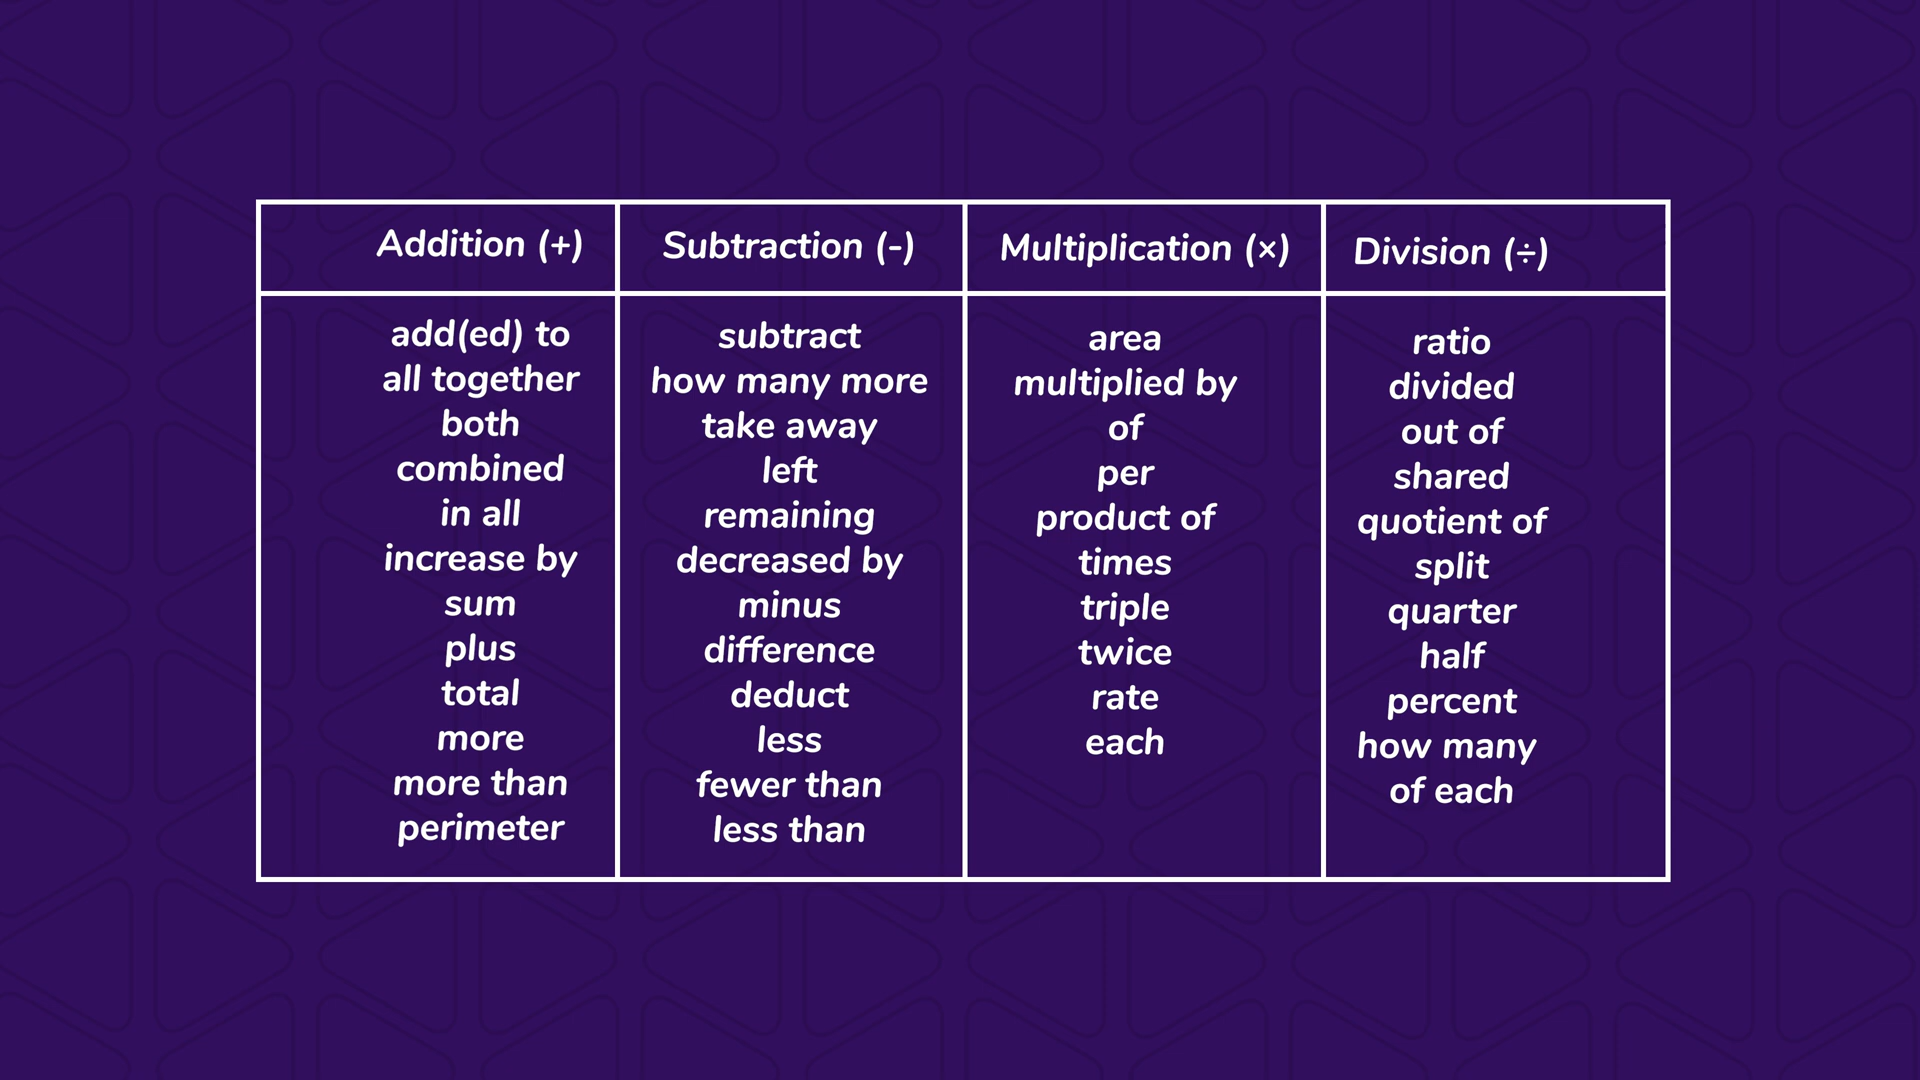 Addition (+)
add(ed) to
all together
both
combined
in all
increase by
sum
plus
total
more
more than
perimeter
Subtraction (-)
subtract
how many more
take away
left
remaining
decreased by
minus
difference
deduct
less
fewer than
less than
Multiplication (×)
area
multiplied by
of
per
product of
times
triple
twice
rate
each
Division (÷)
ratio
divided
out of
shared
quotient of
split
quarter
half
percent
how many
of each